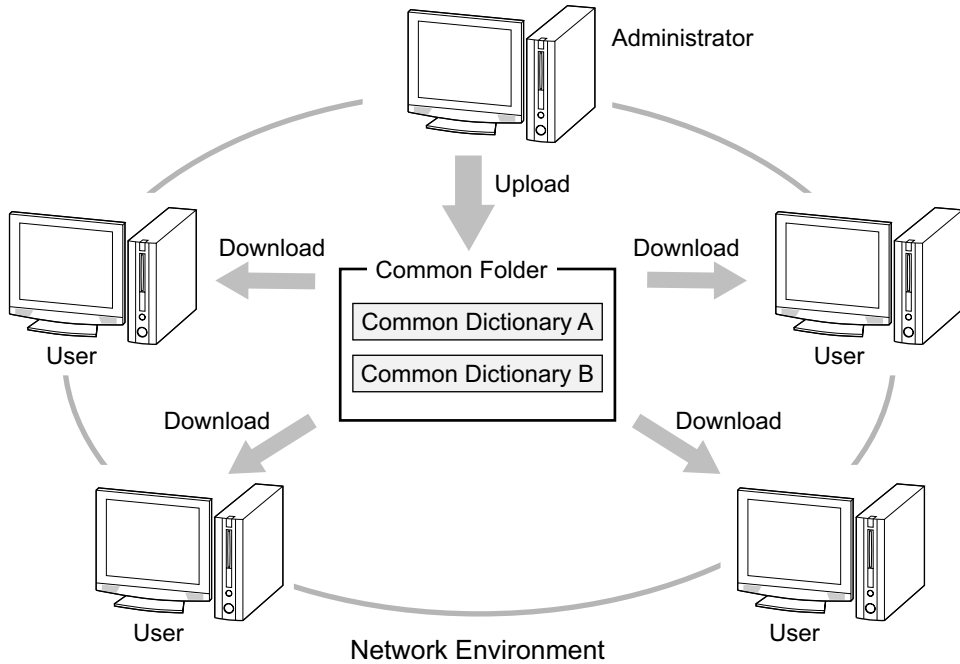 Administrator
Upload
Download
Download
Common Folder
Common Dictionary A
Common Dictionary B
User
User
Download
Download
User
User
Network Environment